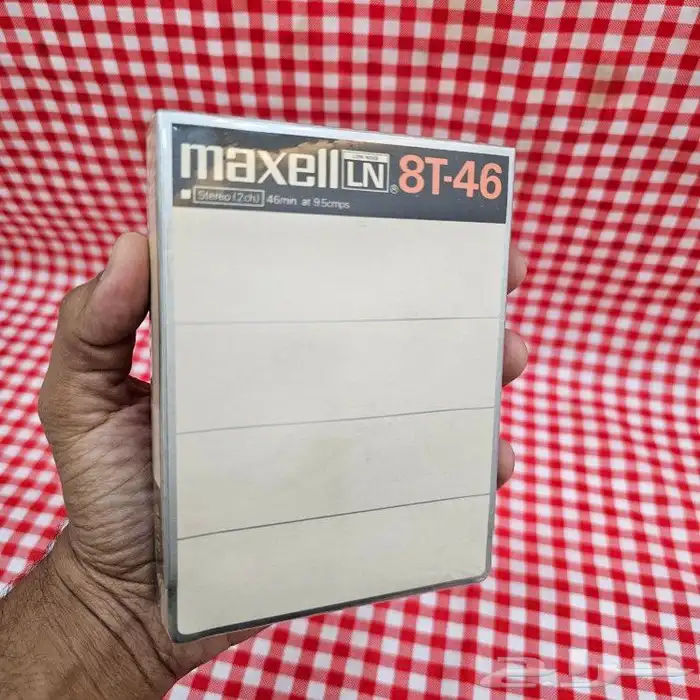 maxell LN® 8T-46
LOW NOISE
Stereo (2ch) 46min. at 9.5cmps